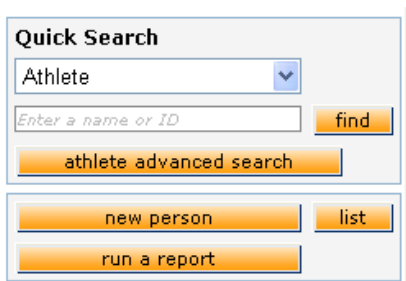 Quick Search
Athlete
Enter a name or ID find
athlete advanced search
new person list
run a report